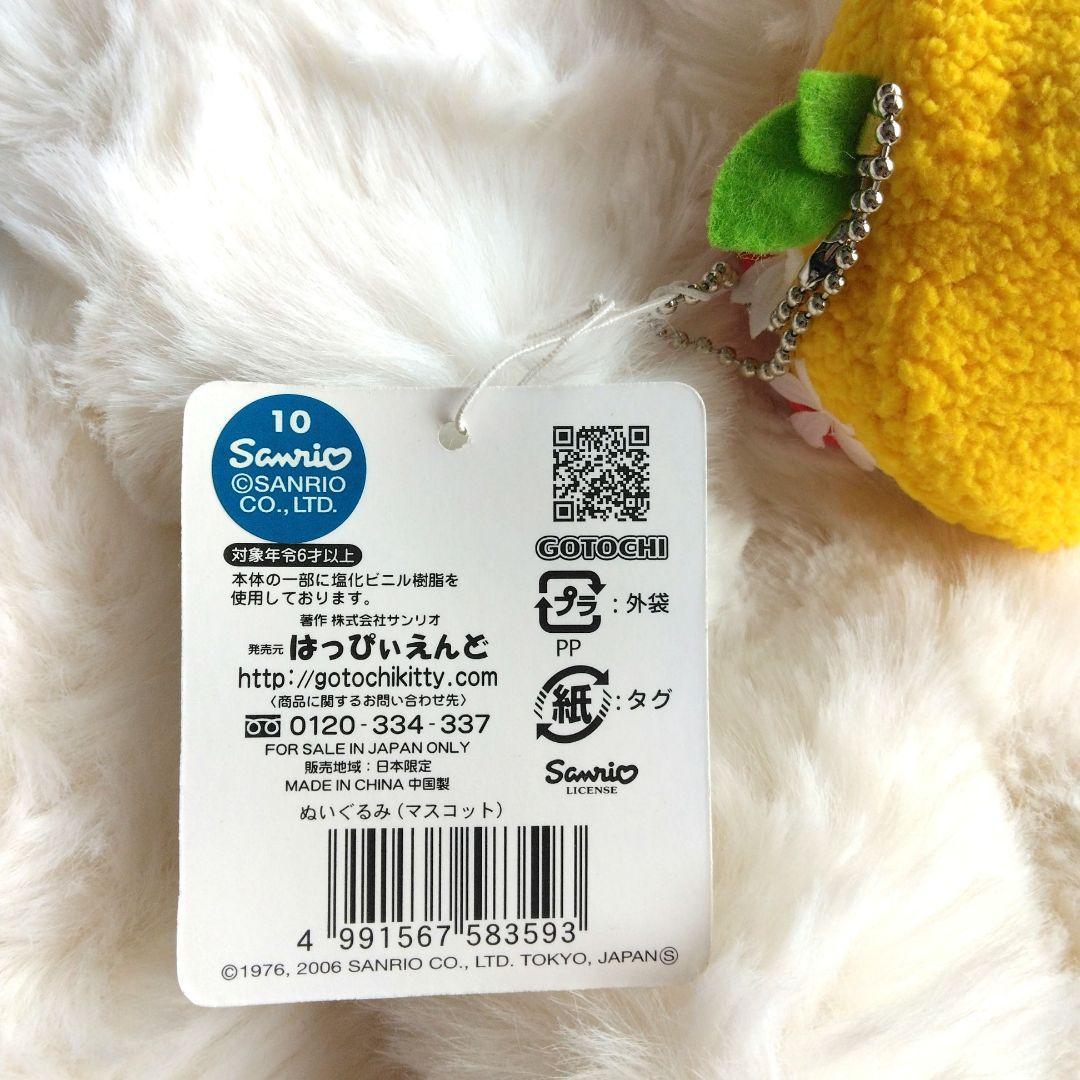 10
Sanrio
©SANRIO
CO., LTD.
対象年令6才以上
本体の一部に塩化ビニル樹脂を
使用しております。
著作 株式会社サンリオ
発売元 はっぴぃえんど
http://gotochikitty.com
〈商品に関するお問い合わせ先〉
0120-334-337
FOR SALE IN JAPAN ONLY
販売地域：日本限定
MADE IN CHINA 中国製
ぬいぐるみ（マスコット）
GOTOCHI
プラ：外袋
PP
紙：タグ
Sanrio
LICENSE
4 991567 583593
©1976, 2006 SANRIO CO., LTD. TOKYO, JAPAN Ⓢ